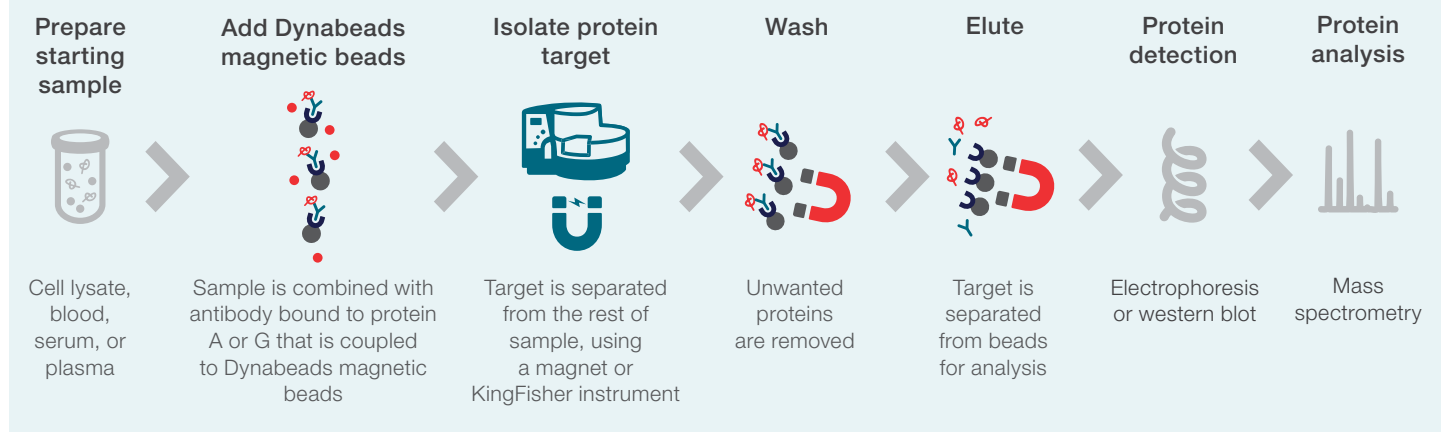 Prepare
starting
sample
Add Dynabeads
magnetic beads
Isolate protein
target
Wash
Elute
Protein
detection
Protein
analysis
Cell lysate,
blood,
serum, or
plasma
Sample is combined with
antibody bound to protein
A or G that is coupled
to Dynabeads magnetic
beads
Target is separated
from the rest of
sample, using
a magnet or
KingFisher instrument
Unwanted
proteins
are removed
Target is
separated
from beads
for analysis
Electrophoresis
or western blot
Mass
spectrometry